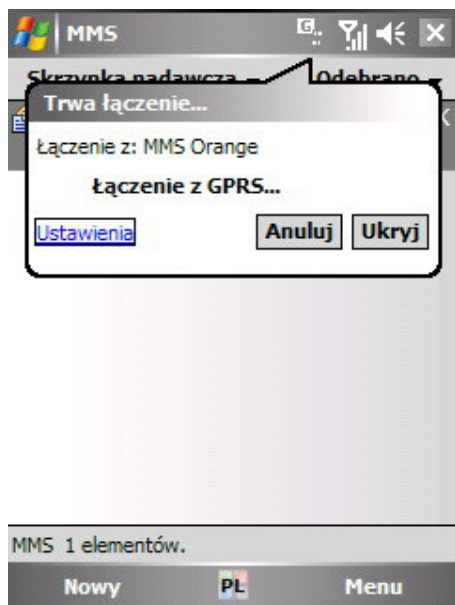 MMS
G
Skrzynka nadawcza Odebrano
Trwa łączenie...
Łączenie z: MMS Orange
Łączenie z GPRS...
Ustawienia Anuluj Ukryj
MMS 1 elementów.
Nowy PL Menu